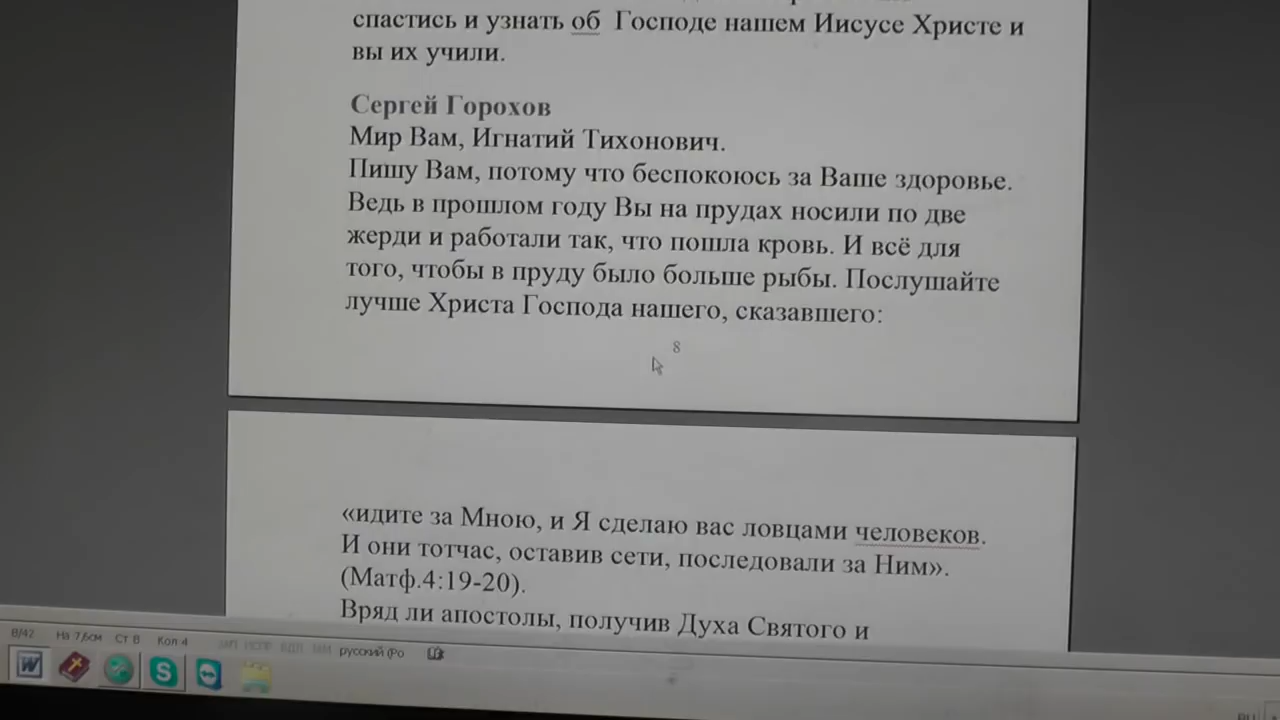 спастись и узнать об Господе нашем Иисусе Христе и
вы их учили.
Сергей Горохов
Мир Вам, Игнатий Тихонович.
Пишу Вам, потому что беспокоюсь за Ваше здоровье.
Ведь в прошлом году Вы на прудах носили по две
жерди и работали так, что пошла кровь. И всё для
того, чтобы в пруду было больше рыбы. Послушайте
лучше Христа Господа нашего, сказавшего:
8
«идите за Мною, и Я сделаю вас ловцами человеков.
И они тотчас, оставив сети, последовали за Ним».
(Матф.4:19-20).
Вряд ли апостолы, получив Духа Святого и
8/42 На 7,6см Ст 8 Кол 4 русский (Ро